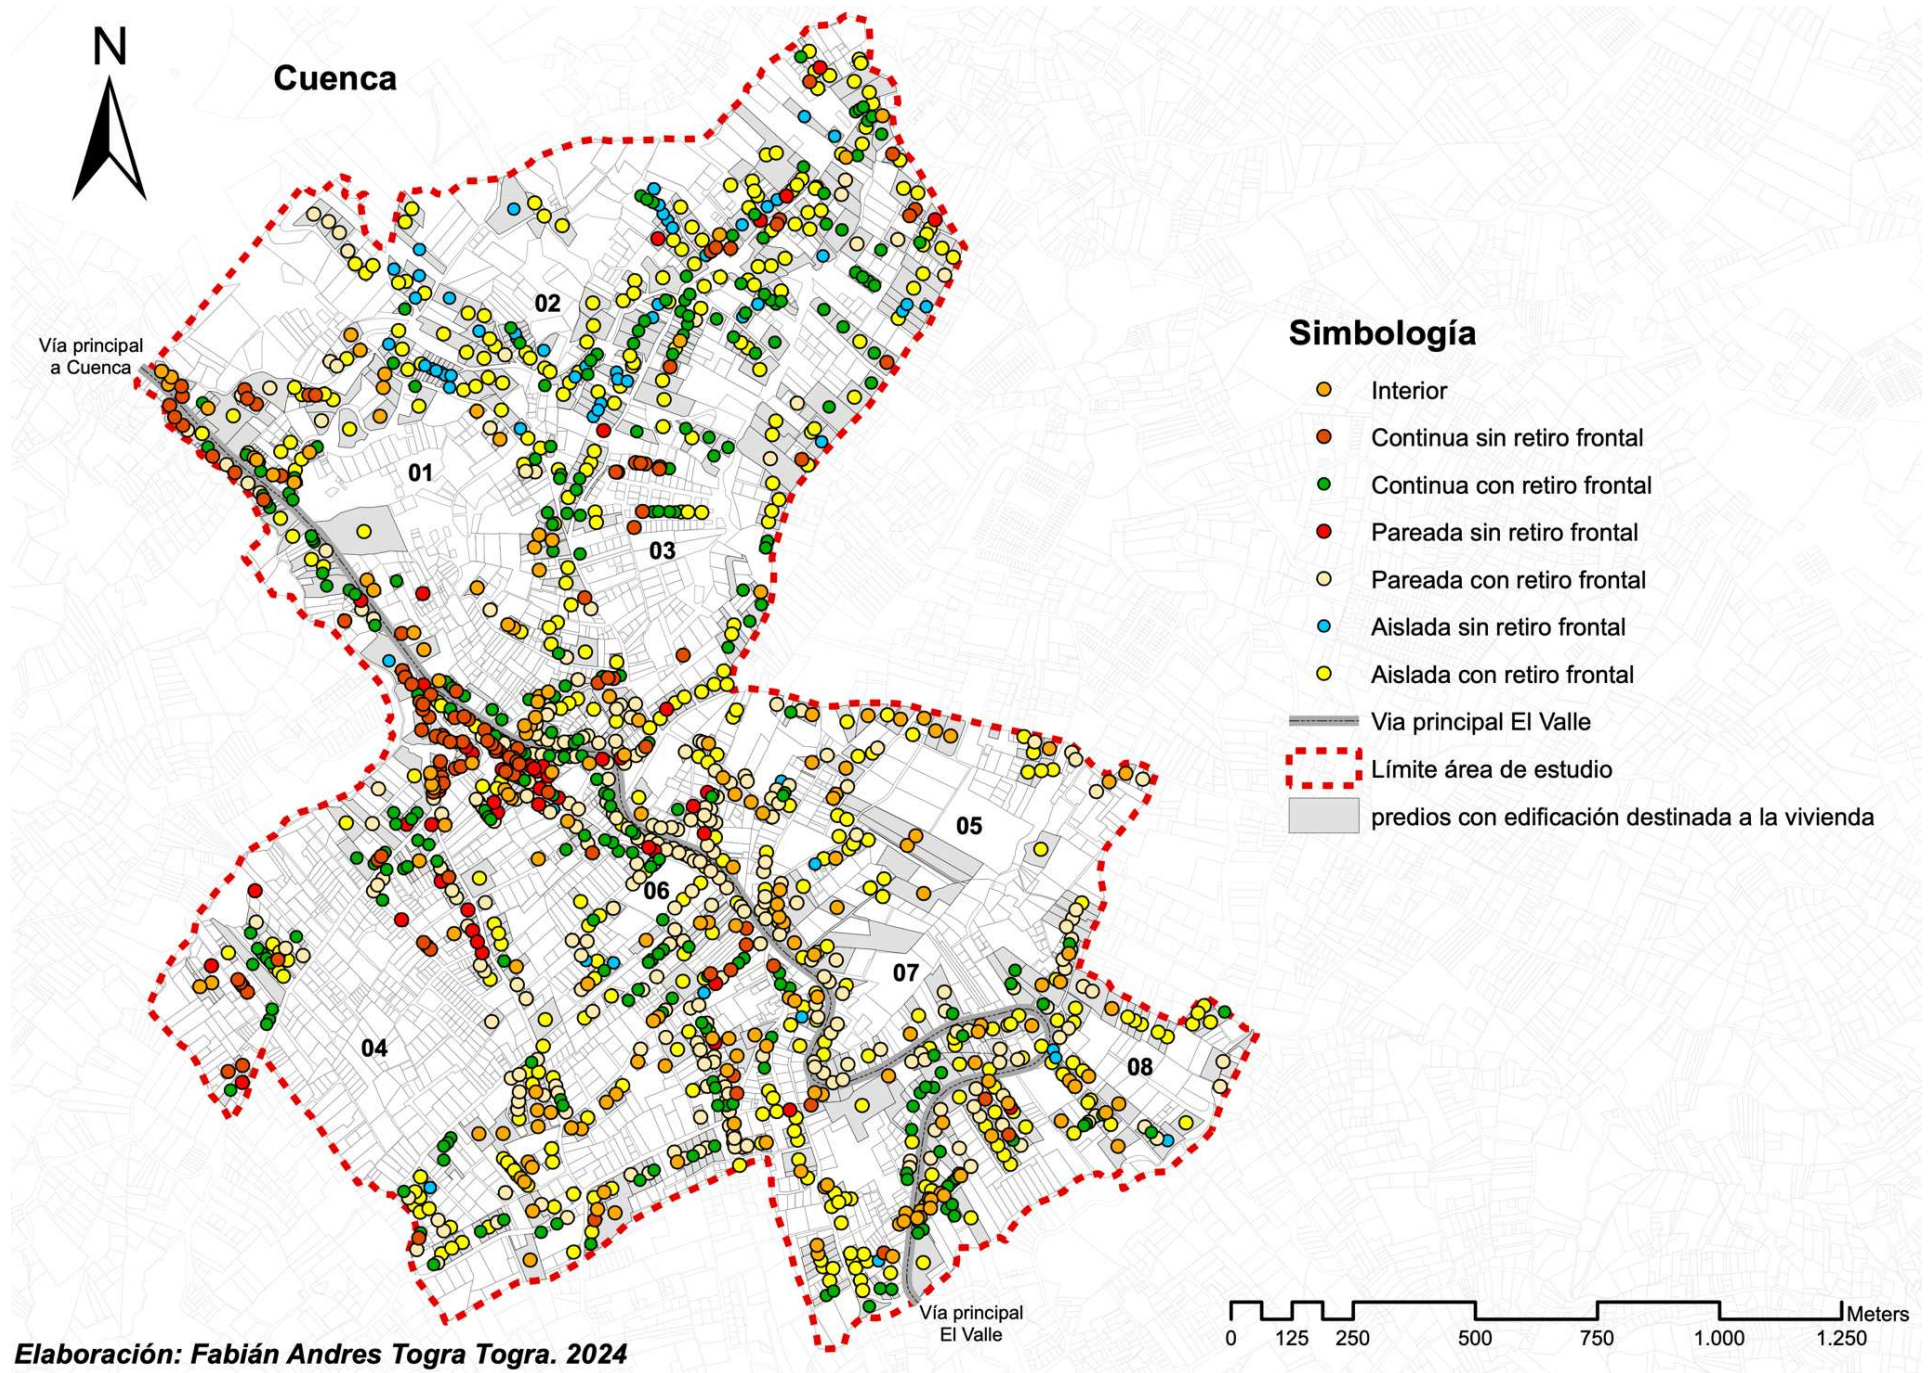 N
Cuenca
Vía principal
a Cuenca
02
01
03
05
06
07
04
08
Simbología
Interior
Continua sin retiro frontal
Continua con retiro frontal
Pareada sin retiro frontal
Pareada con retiro frontal
Aislada sin retiro frontal
Aislada con retiro frontal
Via principal El Valle
Límite área de estudio
predios con edificación destinada a la vivienda
Vía principal
El Valle
Meters
0 125 250 500 750 1.000 1.250
Elaboración: Fabián Andres Togra Togra. 2024